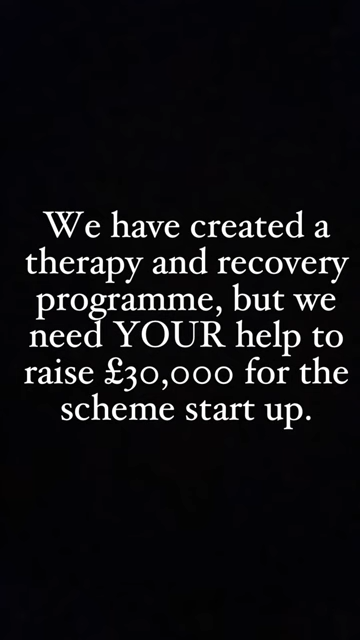 We have created a
therapy and recovery
programme, but we
need YOUR help to
raise £30,000 for the
scheme start up.